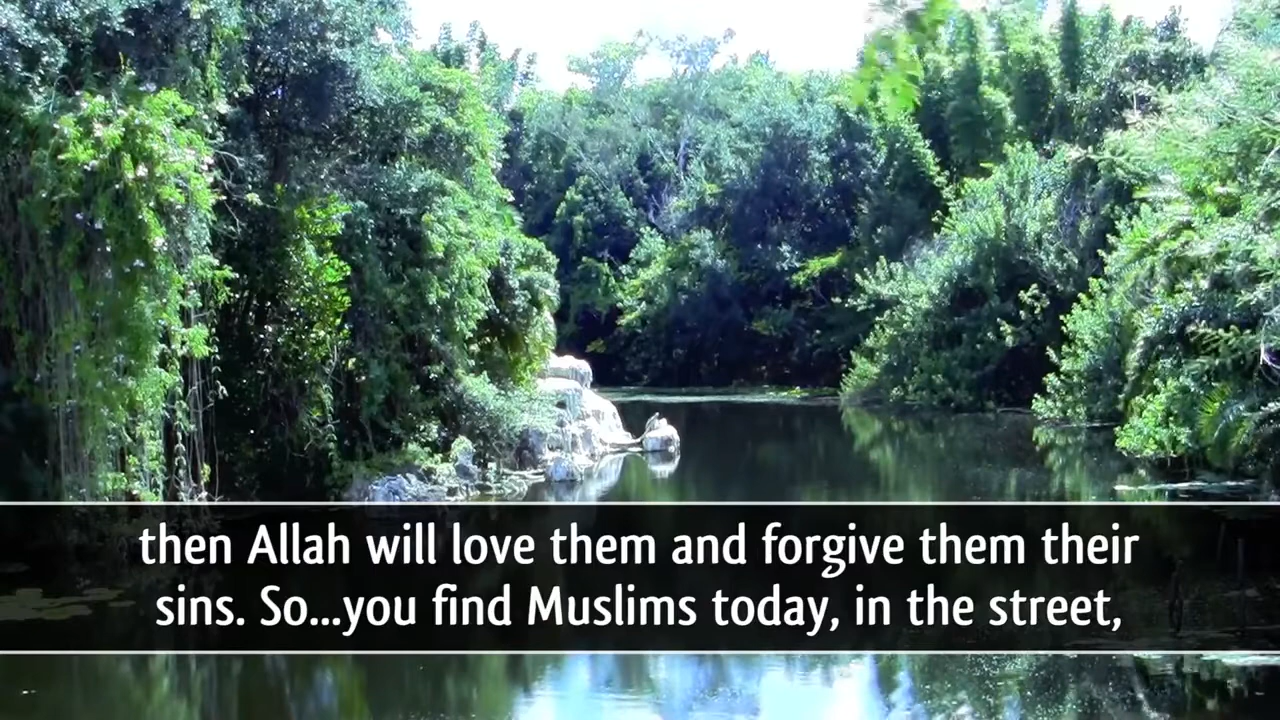 then Allah will love them and forgive them their
sins. So...you find Muslims today, in the street,